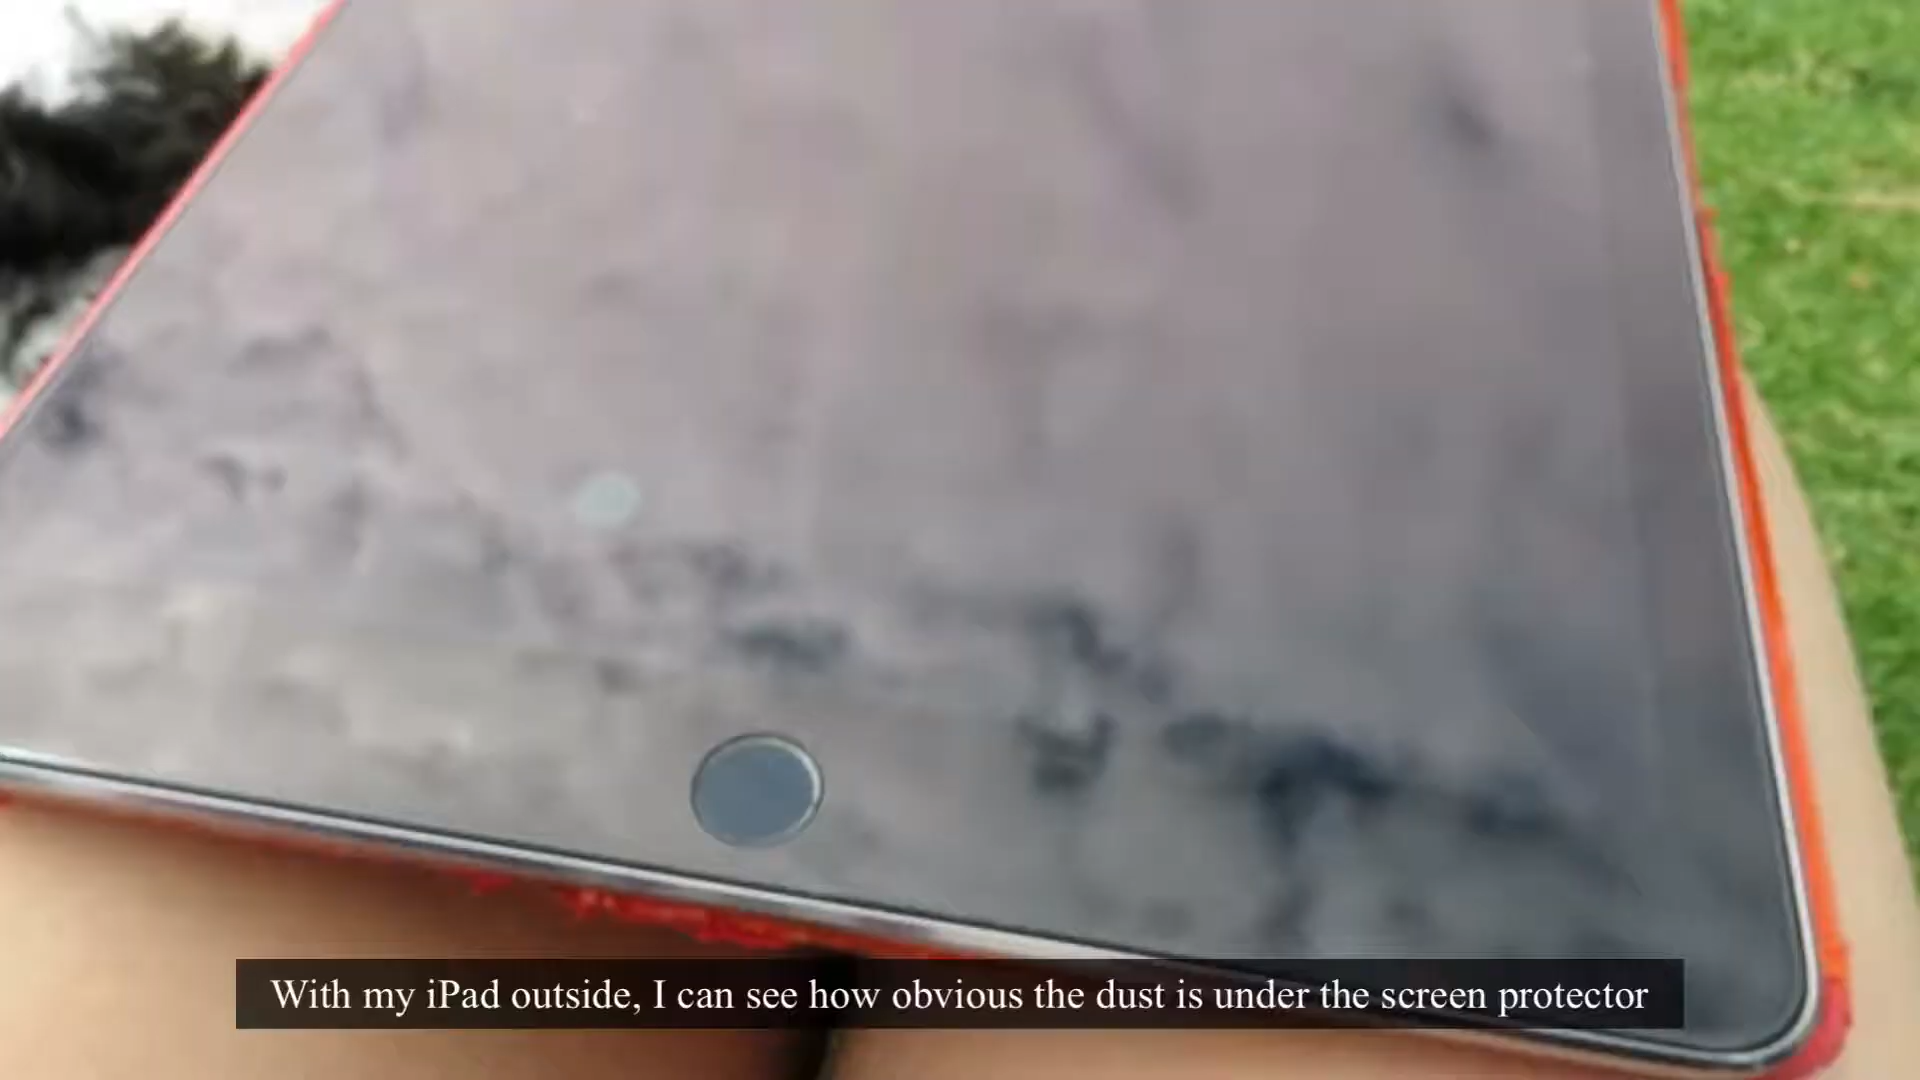 With my iPad outside, I can see how obvious the dust is under the screen protector